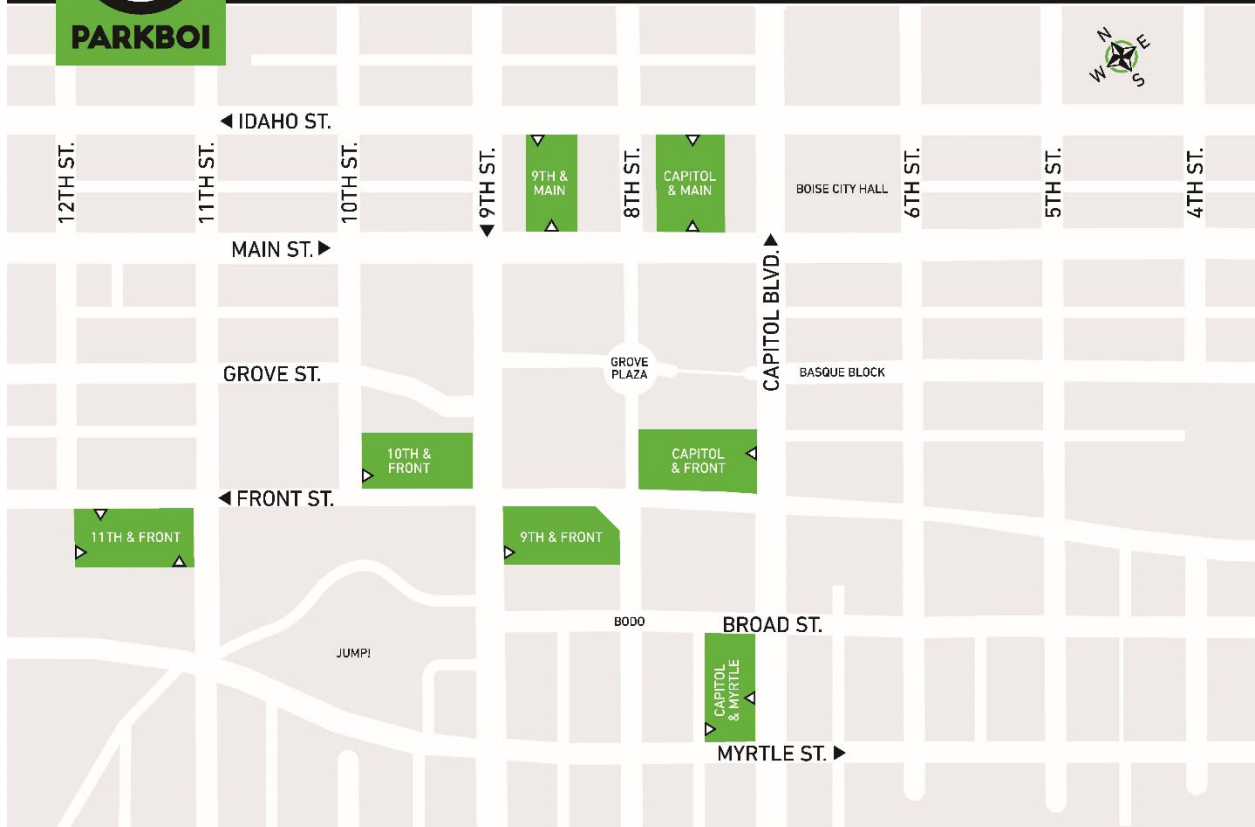 PARKBOI
N
E
W
S
IDAHO ST.
12TH ST.
11TH ST.
10TH ST.
9TH ST.
9TH &
MAIN
8TH ST.
CAPITOL
& MAIN
BOISE CITY HALL
6TH ST.
5TH ST.
4TH ST.
MAIN ST.
CAPITOL BLVD.
GROVE ST.
GROVE
PLAZA
BASQUE BLOCK
10TH &
FRONT
CAPITOL
& FRONT
FRONT ST.
11TH & FRONT
9TH & FRONT
BODO
BROAD ST.
JUMP!
CAPITOL
& MYRTLE
MYRTLE ST.